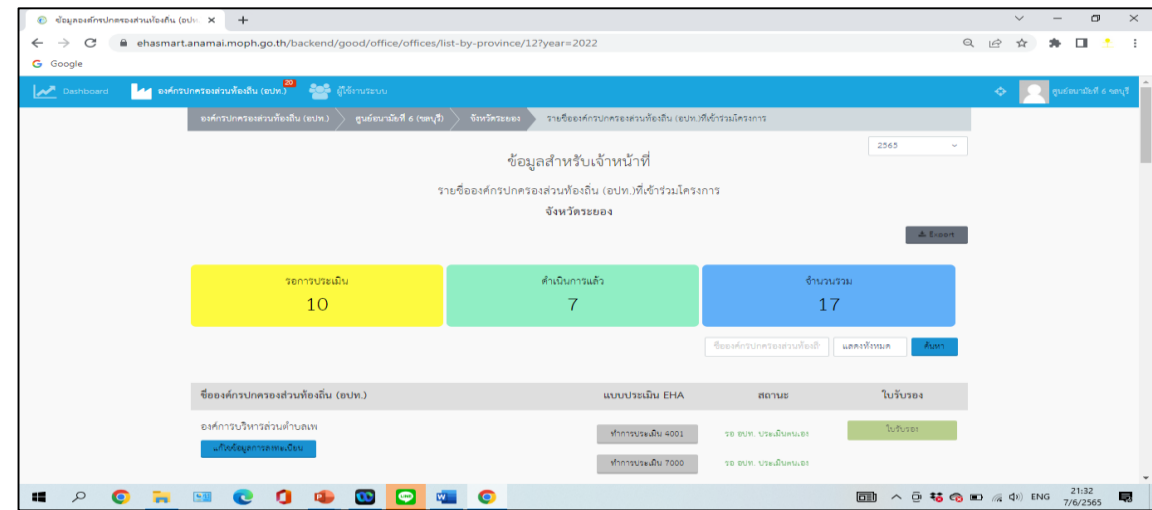 ข้อมูลองค์กรปกครองส่วนท้องถิ่น (อปท.
ehasmart.anamai.moph.go.th/backend/good/office/offices/list-by-province/12?year=2022
Google
Dashboard องค์กรปกครองส่วนท้องถิ่น (อปท.) 20 ผู้ใช้งานระบบ ศูนย์อนามัยที่ 6 ชลบุรี
องค์กรปกครองส่วนท้องถิ่น (อปท.) ศูนย์อนามัยที่ 6 (ชลบุรี) จังหวัดระยอง รายชื่อองค์กรปกครองส่วนท้องถิ่น (อปท.)ที่เข้าร่วมโครงการ
2565
ข้อมูลสำหรับเจ้าหน้าที่
รายชื่อองค์กรปกครองส่วนท้องถิ่น (อปท.)ที่เข้าร่วมโครงการ
จังหวัดระยอง
Export
รอการประเมิน ดำเนินการแล้ว จำนวนรวม
10 7 17
ชื่อองค์กรปกครองส่วนท้องถิ่ แสดงทั้งหมด ค้นหา
ชื่อองค์กรปกครองส่วนท้องถิ่น (อปท.) แบบประเมิน EHA สถานะ ใบรับรอง
องค์การบริหารส่วนตำบลเพ
ทำการประเมิน 4001 รอ อปท. ประเมินตนเอง ใบรับรอง
แก้ไขข้อมูลการลงทะเบียน
ทำการประเมิน 7000 รอ อปท. ประเมินตนเอง
ENG 21:32
7/6/2565